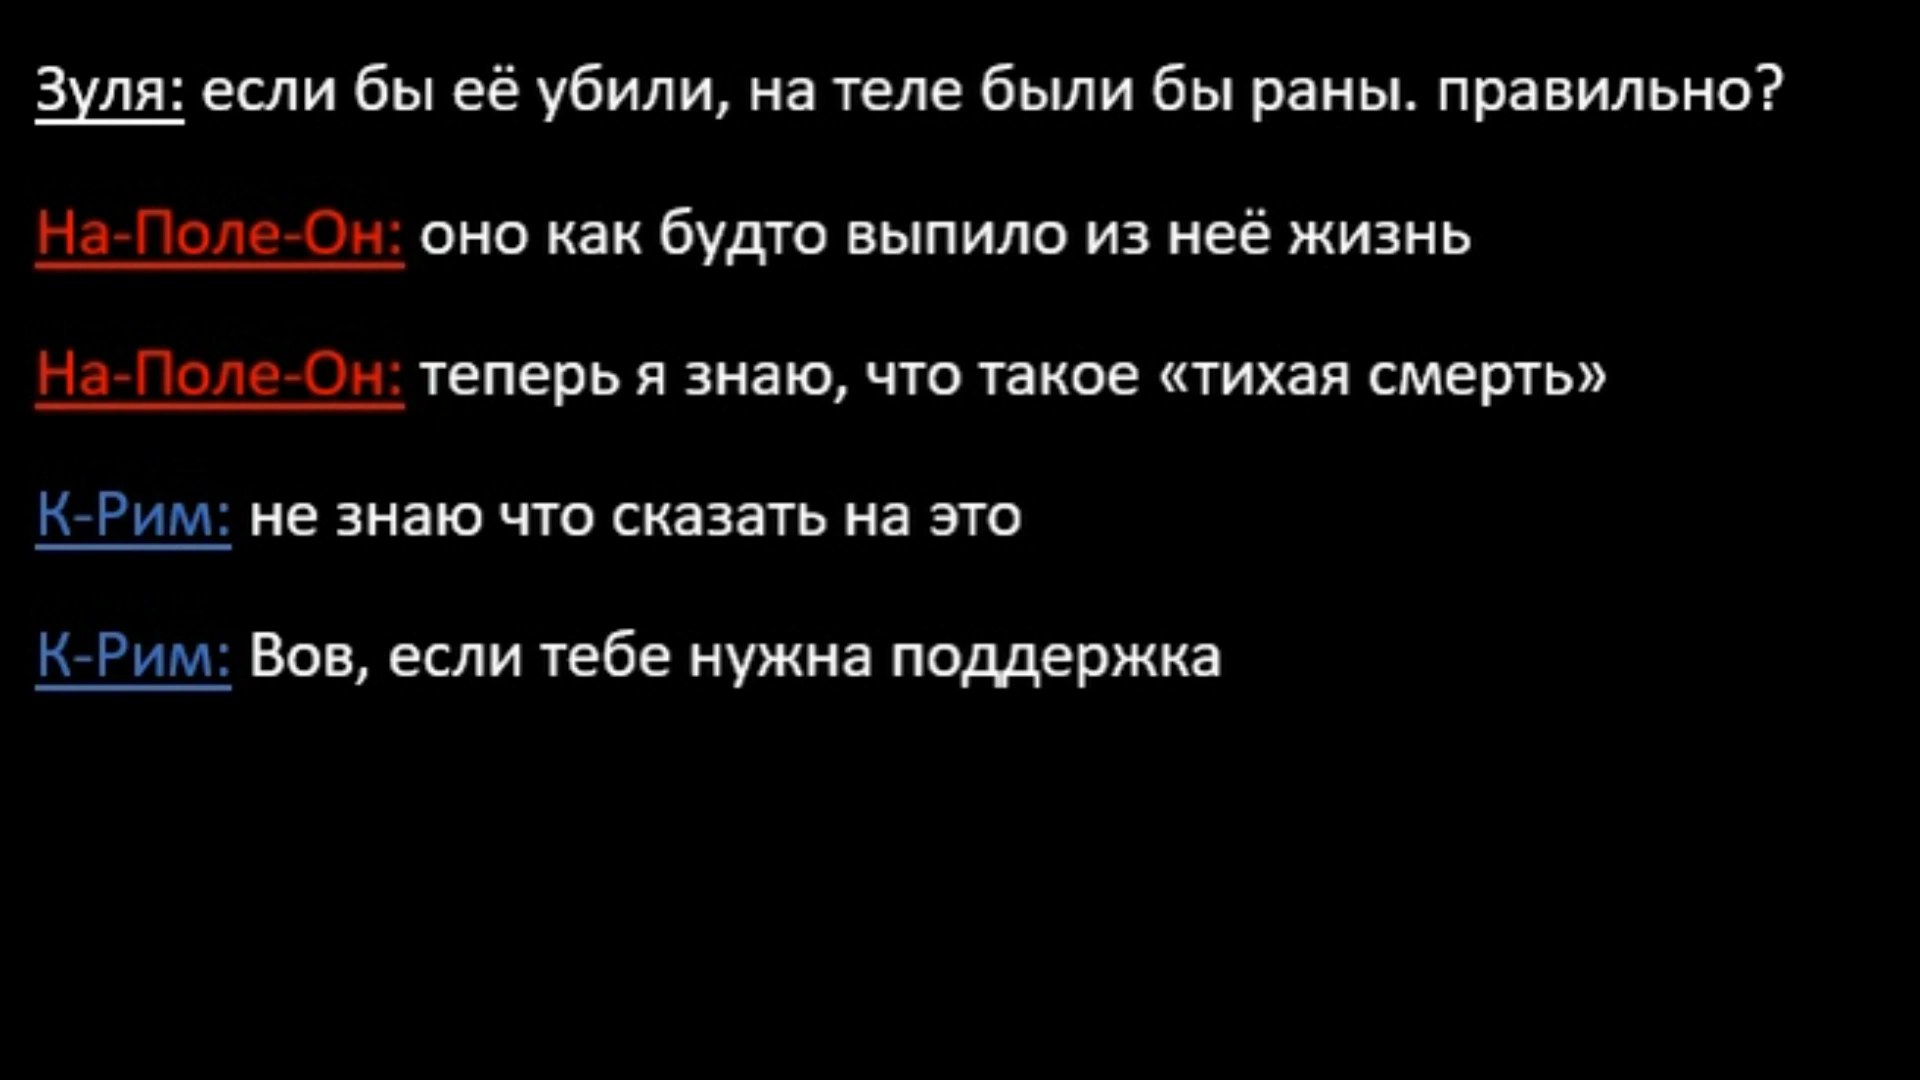 Зуля: если бы её убили, на теле были бы раны. правильно?
На-Поле-Он: оно как будто выпило из неё жизнь
На-Поле-Он: теперь я знаю, что такое «тихая смерть»
К-Рим: не знаю что сказать на это
К-Рим: Вов, если тебе нужна поддержка